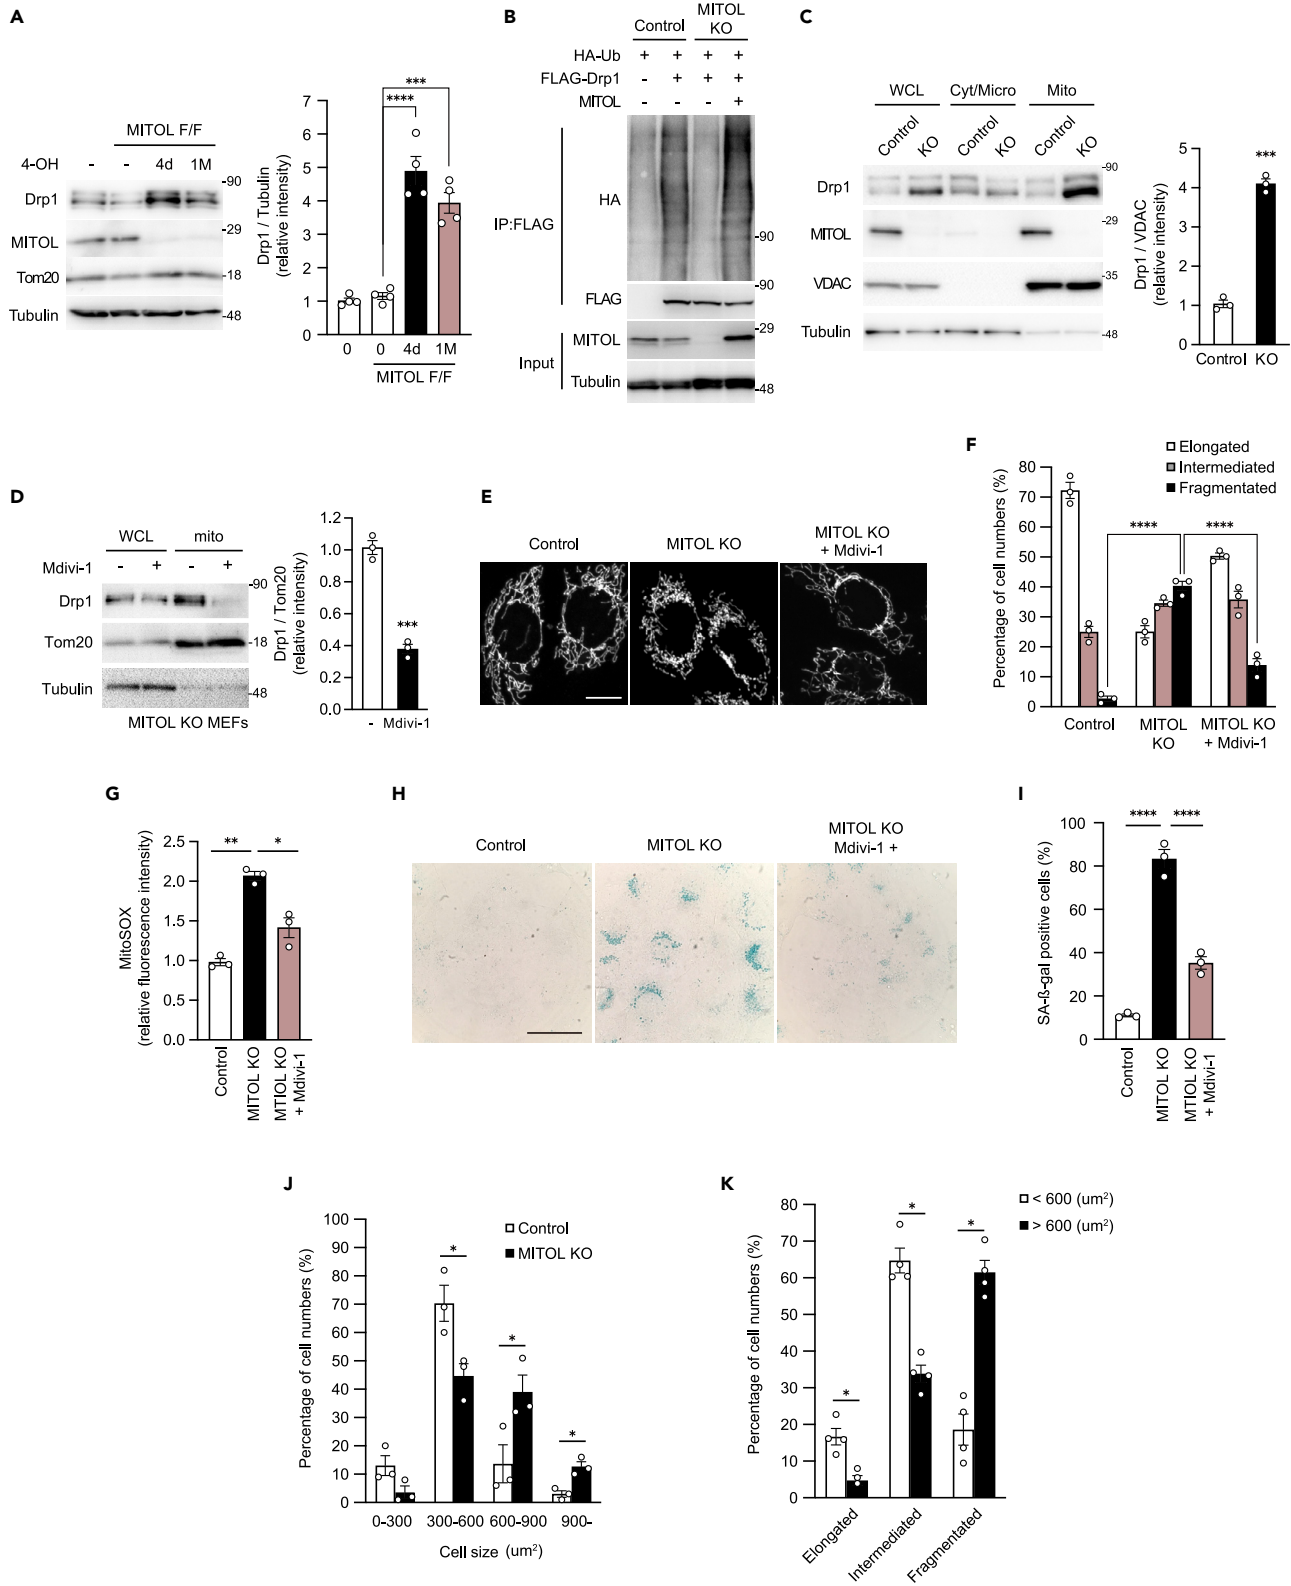 A
MITOL F/F
4-OH - - 4d 1M
Drp1
-90
MITOL
-29
Tom20
-18
Tubulin
-48
Drp1 / Tubulin
(relative intensity)
7
6
5
4
3
2
1
0
***
****
0 0 4d 1M
MITOL F/F
B
Control MITOL
KO
HA-Ub + + + +
FLAG-Drp1 - + + +
MITOL - - - +
IP:FLAG
HA
-90
FLAG
-90
Input
MITOL
-29
Tubulin
-48
C
WCL Cyt/Micro Mito
Control KO Control KO Control KO
Drp1
-90
MITOL
-29
VDAC
-35
Tubulin
-48
Drp1 / VDAC
(relative intensity)
5
4
3
2
1
0
***
Control KO
D
WCL mito
Mdivi-1 - + - +
Drp1
-90
Tom20
-18
Tubulin
-48
MITOL KO MEFs
Drp1 / Tom20
(relative intensity)
1.2
1.0
0.8
0.6
0.4
0.2
0.0
***
- Mdivi-1
E
Control
MITOL KO
MITOL KO
+ Mdivi-1
F
Elongated
Intermediated
Fragmentated
Percentage of cell numbers (%)
80
70
60
50
40
30
20
10
0
**** ****
Control
MITOL
KO
MITOL KO
+ Mdivi-1
G
MitoSOX
(relative fluorescence intensity)
2.5
2.0
1.5
1.0
0.5
0.0
** *
Control
MITOL KO
MTIOL KO
+ Mdivi-1
H
Control
MITOL KO
MITOL KO
Mdivi-1 +
I
SA-ß-gal positive cells (%)
100
80
60
40
20
0
**** ****
Control
MITOL KO
MTIOL KO
+ Mdivi-1
J
Control
MITOL KO
Percentage of cell numbers (%)
100
90
80
70
60
50
40
30
20
10
0
*
*
*
0-300 300-600 600-900 900-
Cell size (um²)
K
< 600 (um²)
> 600 (um²)
Percentage of cell numbers (%)
80
70
60
50
40
30
20
10
0
*
*
*
Elongated
Intermediated
Fragmentated